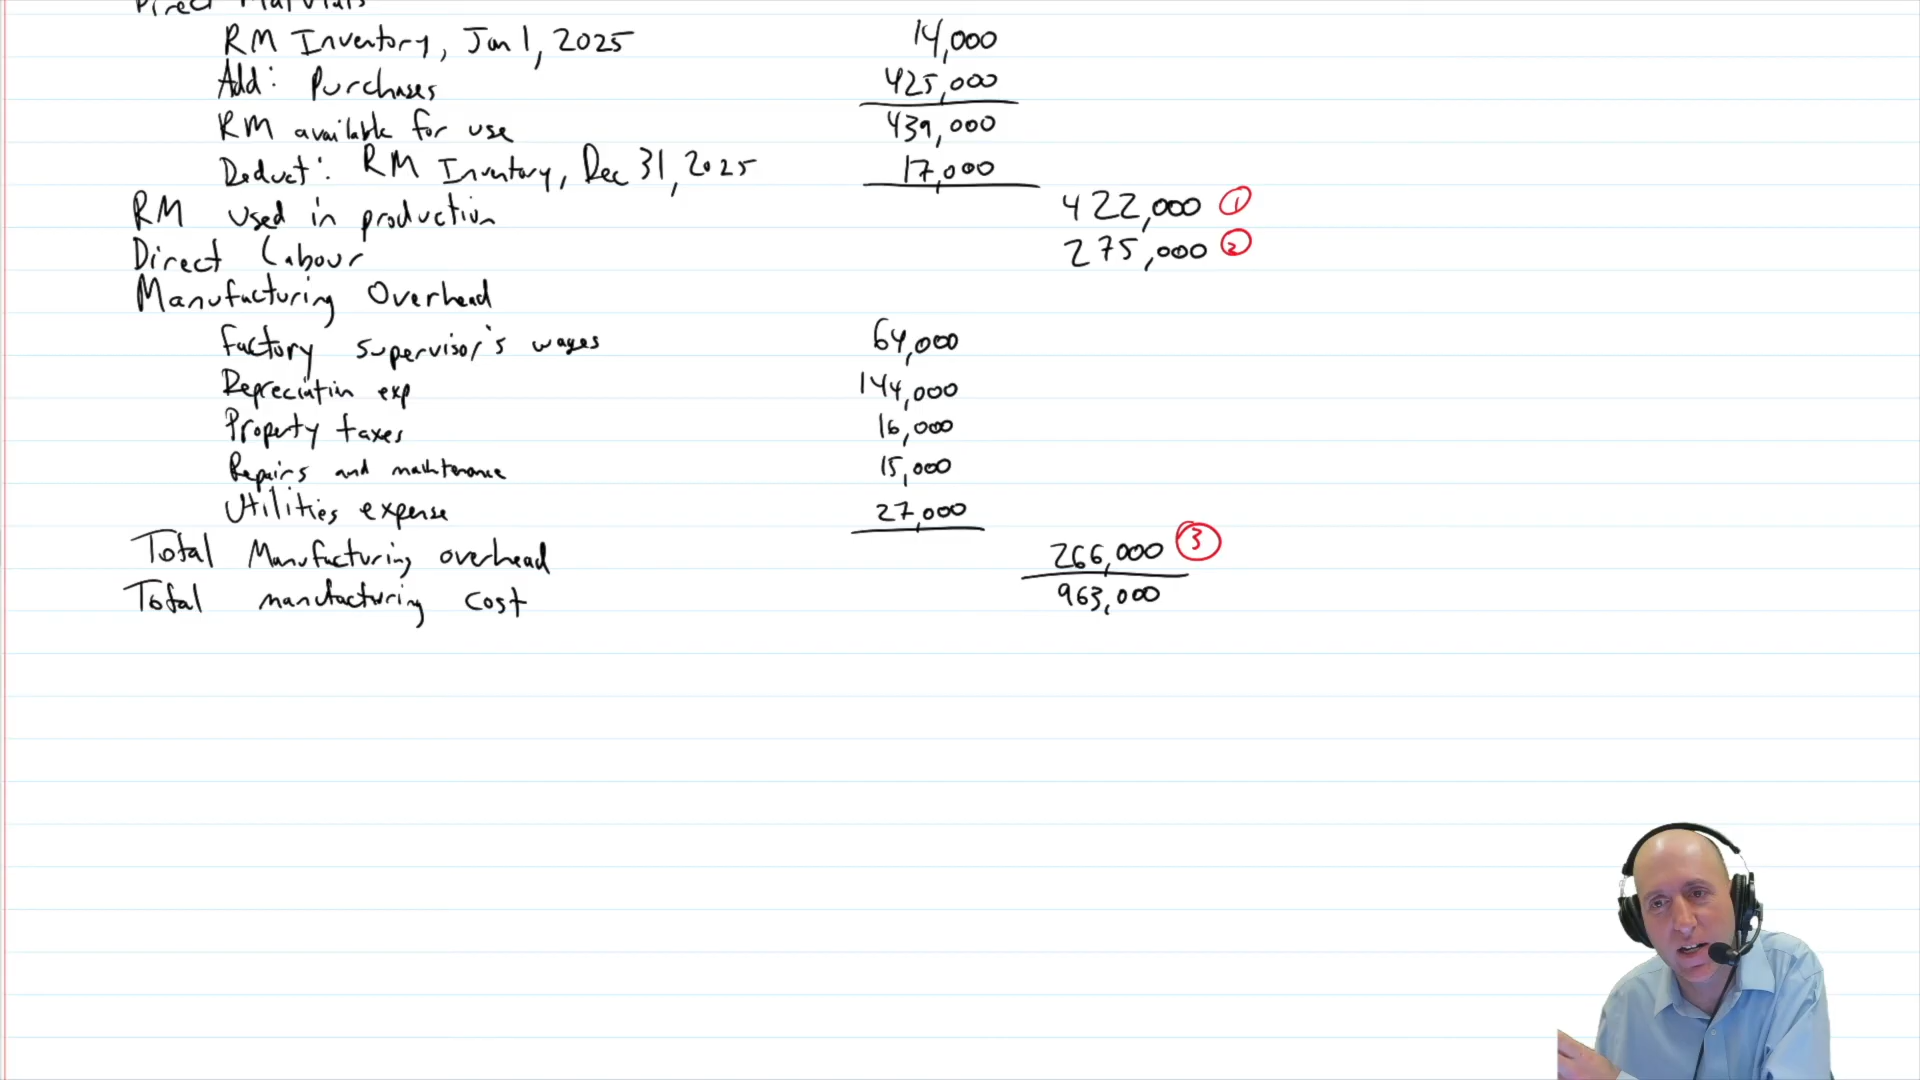 Direct Materials
RM Inventory, Jan 1, 2025 14,000
Add: Purchases 425,000
RM available for use 439,000
Deduct: RM Inventory, Dec 31, 2025 17,000
RM used in production 422,000 1
Direct Labour 275,000 2
Manufacturing Overhead
Factory supervisor's wages 64,000
Depreciation exp 144,000
Property taxes 16,000
Repairs and maintenance 15,000
Utilities expense 27,000
Total Manufacturing overhead 266,000 3
Total manufacturing cost 963,000